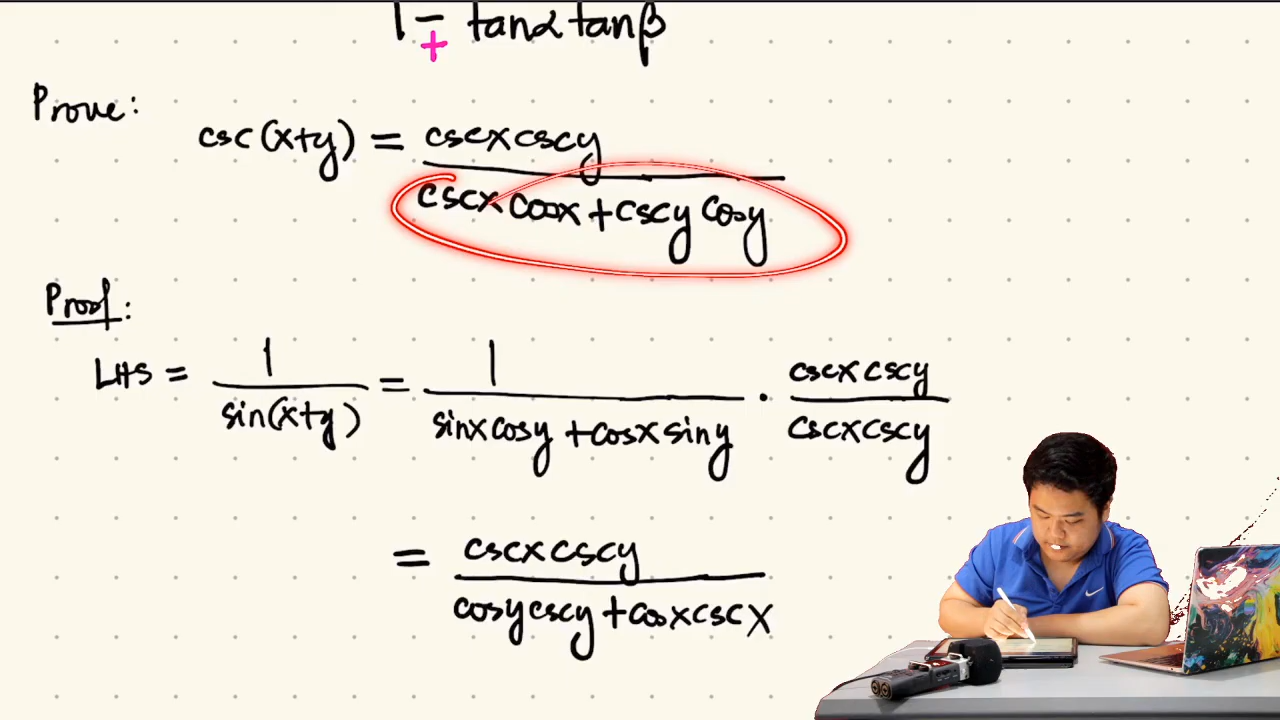 1 - tanα tanβ
+
Prove:
csc(x+y) = cscx cscy
cscx cosx + cscy cosy
Proof:
LHS = 1 = 1 · cscx cscy
sin(x+y) sinx cosy + cosx siny cscx cscy
= cscx cscy
cosy cscy + cosx cscx